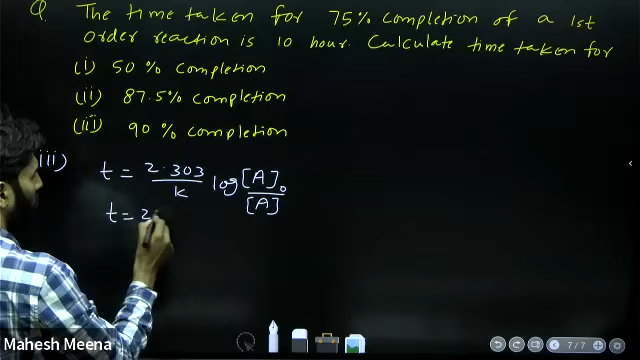 Q. The time taken for 75% completion of a 1st
order reaction is 10 hour. Calculate time taken for
(i) 50 % completion
(ii) 87.5% completion
(iii) 90 % completion
iii) t = 2.303/k log [A]₀/[A]
t = 2
Mahesh Meena
7/7